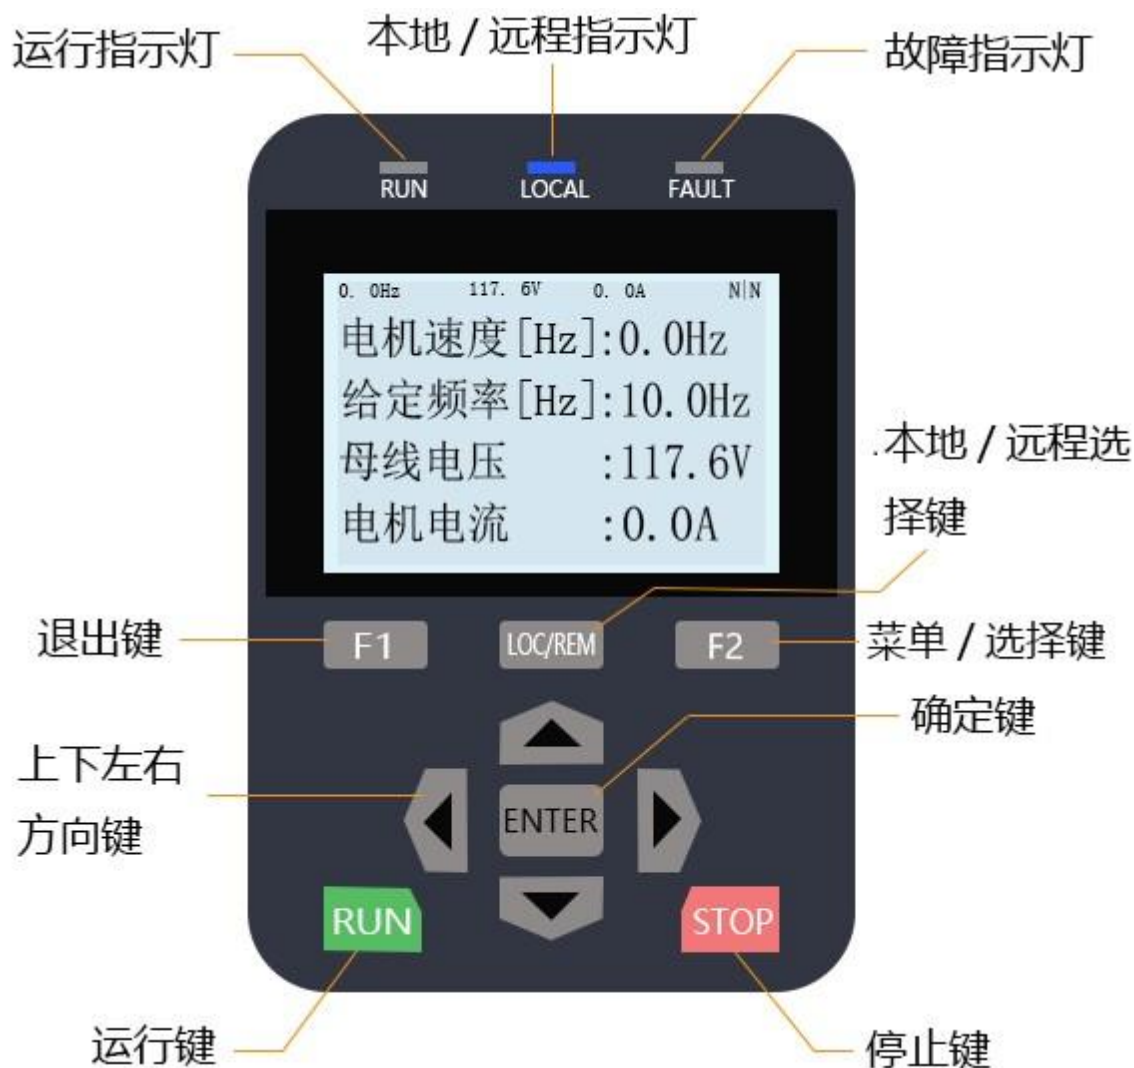 运行指示灯
本地 / 远程指示灯
故障指示灯
RUN
LOCAL
FAULT
0. 0Hz 117. 6V 0. 0A N|N
电机速度[Hz]:0.0Hz
给定频率[Hz]:10.0Hz
母线电压 :117.6V
电机电流 :0.0A
.本地 / 远程选
择键
退出键
F1
LOC/REM
F2
菜单 / 选择键
确定键
上下左右
方向键
ENTER
RUN
STOP
运行键
停止键